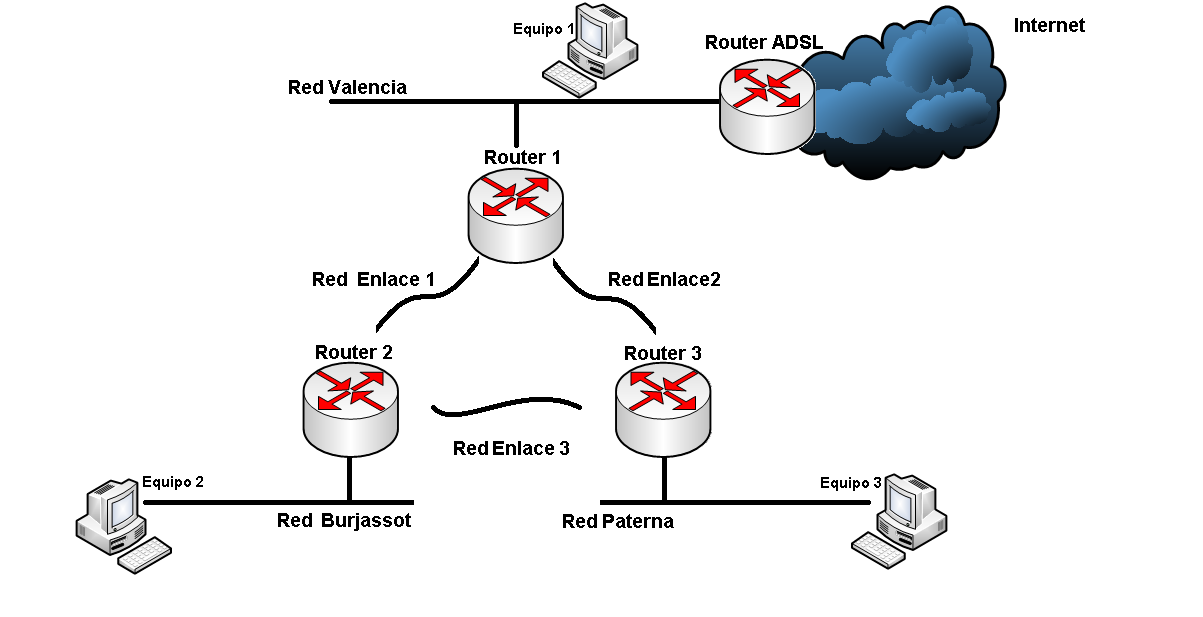 Internet
Equipo 1
Router ADSL
Red Valencia
Router 1
Red Enlace 1
Red Enlace2
Router 2
Router 3
Red Enlace 3
Equipo 2
Equipo 3
Red Burjassot
Red Paterna